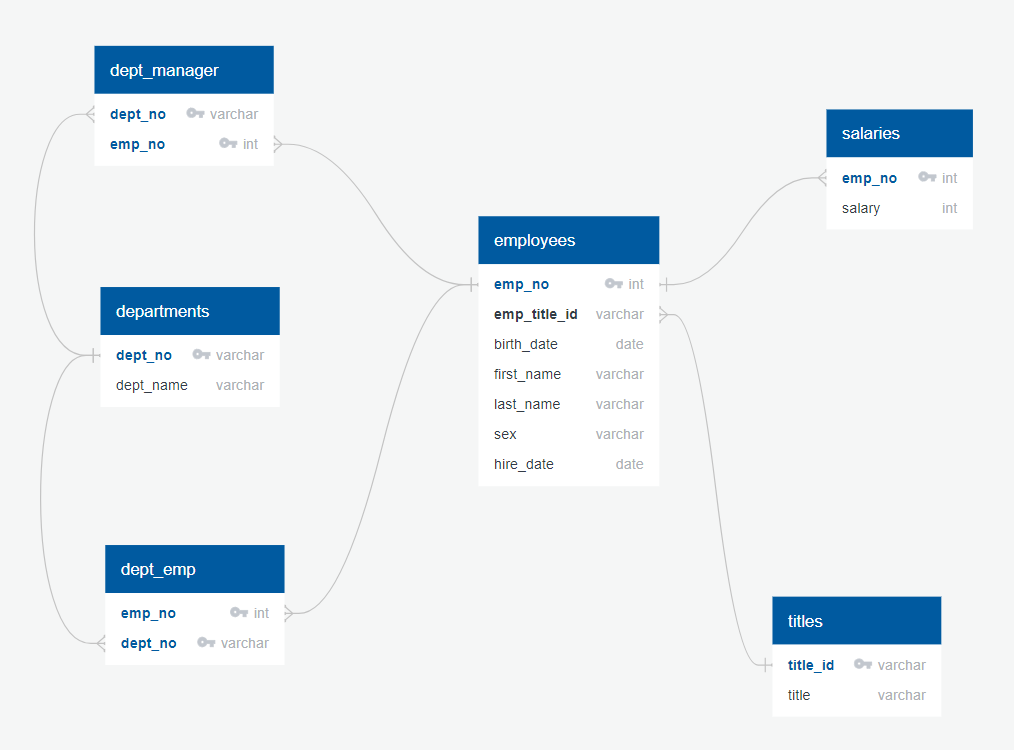 dept_manager
dept_no varchar
emp_no int
departments
dept_no varchar
dept_name varchar
dept_emp
emp_no int
dept_no varchar
employees
emp_no int
emp_title_id varchar
birth_date date
first_name varchar
last_name varchar
sex varchar
hire_date date
salaries
emp_no int
salary int
titles
title_id varchar
title varchar